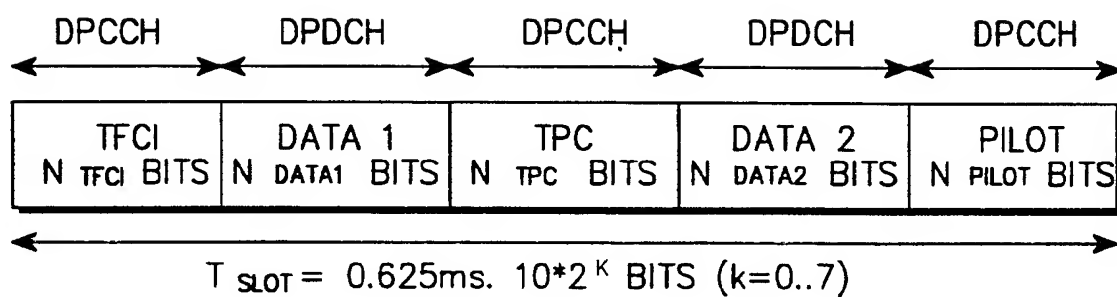 DPCCH DPDCH DPCCH DPDCH DPCCH
TFCI DATA 1 TPC DATA 2 PILOT
N TFCI BITS N DATA1 BITS N TPC BITS N DATA2 BITS N PILOT BITS
T SLOT = 0.625ms. 10*2 K BITS (k=0..7)